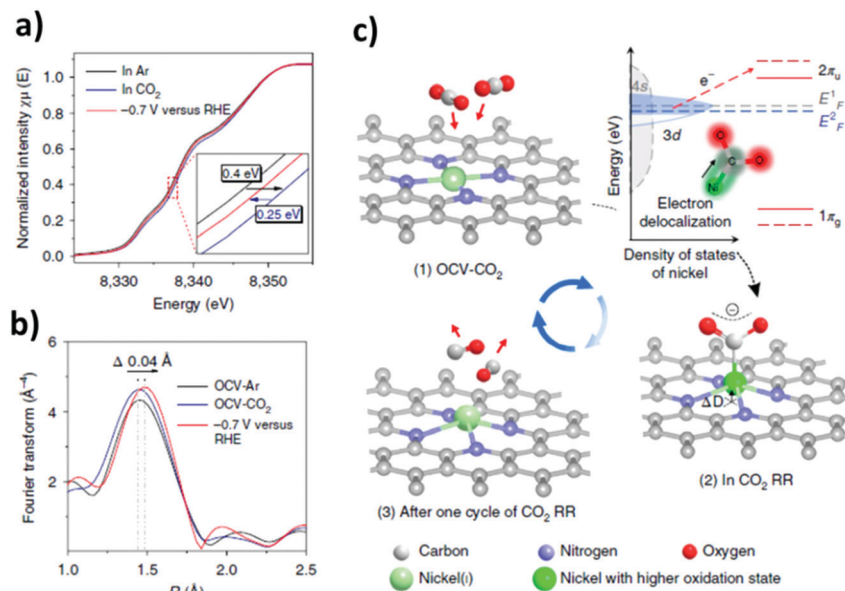 a)
In Ar
In CO2
−0.7 V versus RHE
Normalized intensity χμ (E)
1.0
0.8
0.6
0.4
0.2
0.0
0.4 eV
0.25 eV
8,330
8,340
8,350
Energy (eV)
b)
Δ 0.04 Å
OCV-Ar
OCV-CO2
−0.7 V versus
RHE
Fourier transform (Å−4)
6
4
2
1.0
1.5
2.0
2.5
R (Å)
c)
(1) OCV-CO2
Energy (eV)
4s
3d
e−
2πu
E1F
E2F
C
O
O
Ni
Electron
delocalization
1πg
Density of states
of nickel
⊖
Δ D
(2) In CO2 RR
(3) After one cycle of CO2 RR
Carbon
Nitrogen
Oxygen
Nickel(I)
Nickel with higher oxidation state